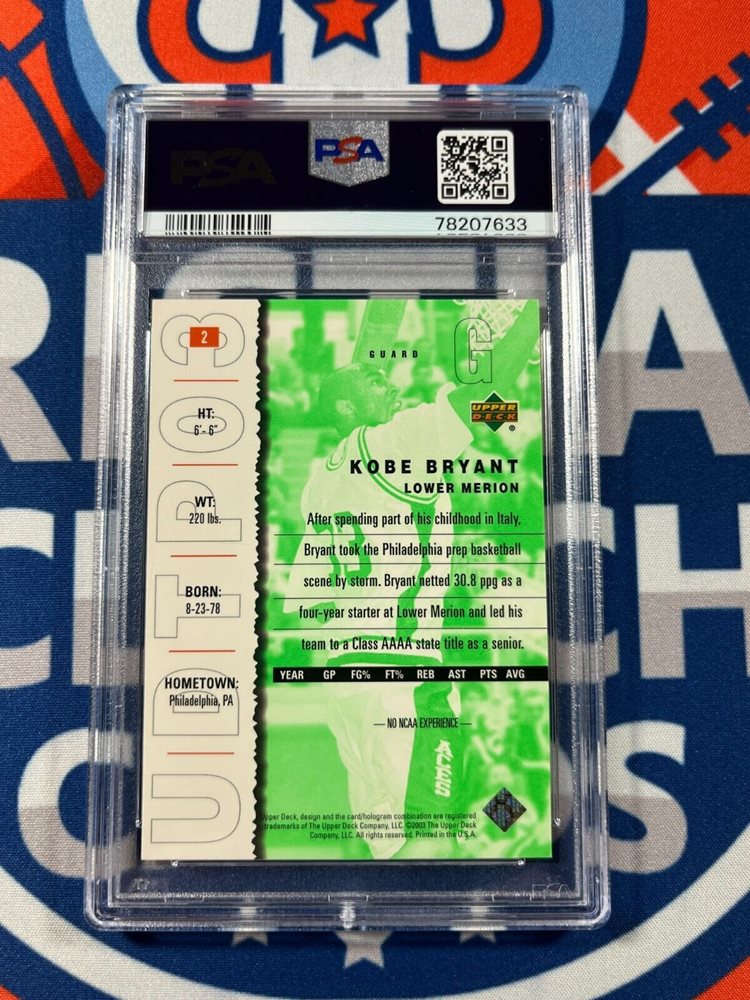 PSA
PSA
78207633
2
HT:
6'- 6"
WT:
220 lbs.
BORN:
8-23-78
HOMETOWN:
Philadelphia, PA
UDTOP03
GUARD
G
UPPER
DECK
®
KOBE BRYANT
LOWER MERION
After spending part of his childhood in Italy,
Bryant took the Philadelphia prep basketball
scene by storm. Bryant netted 30.8 ppg as a
four-year starter at Lower Merion and led his
team to a Class AAAA state title as a senior.
YEAR GP FG% FT% REB AST PTS AVG
— NO NCAA EXPERIENCE —
ACES
Upper Deck, design and the card/hologram combination are registered
trademarks of The Upper Deck Company, LLC. ©2003 The Upper Deck
Company, LLC. All rights reserved. Printed in the U.S.A.
PSA